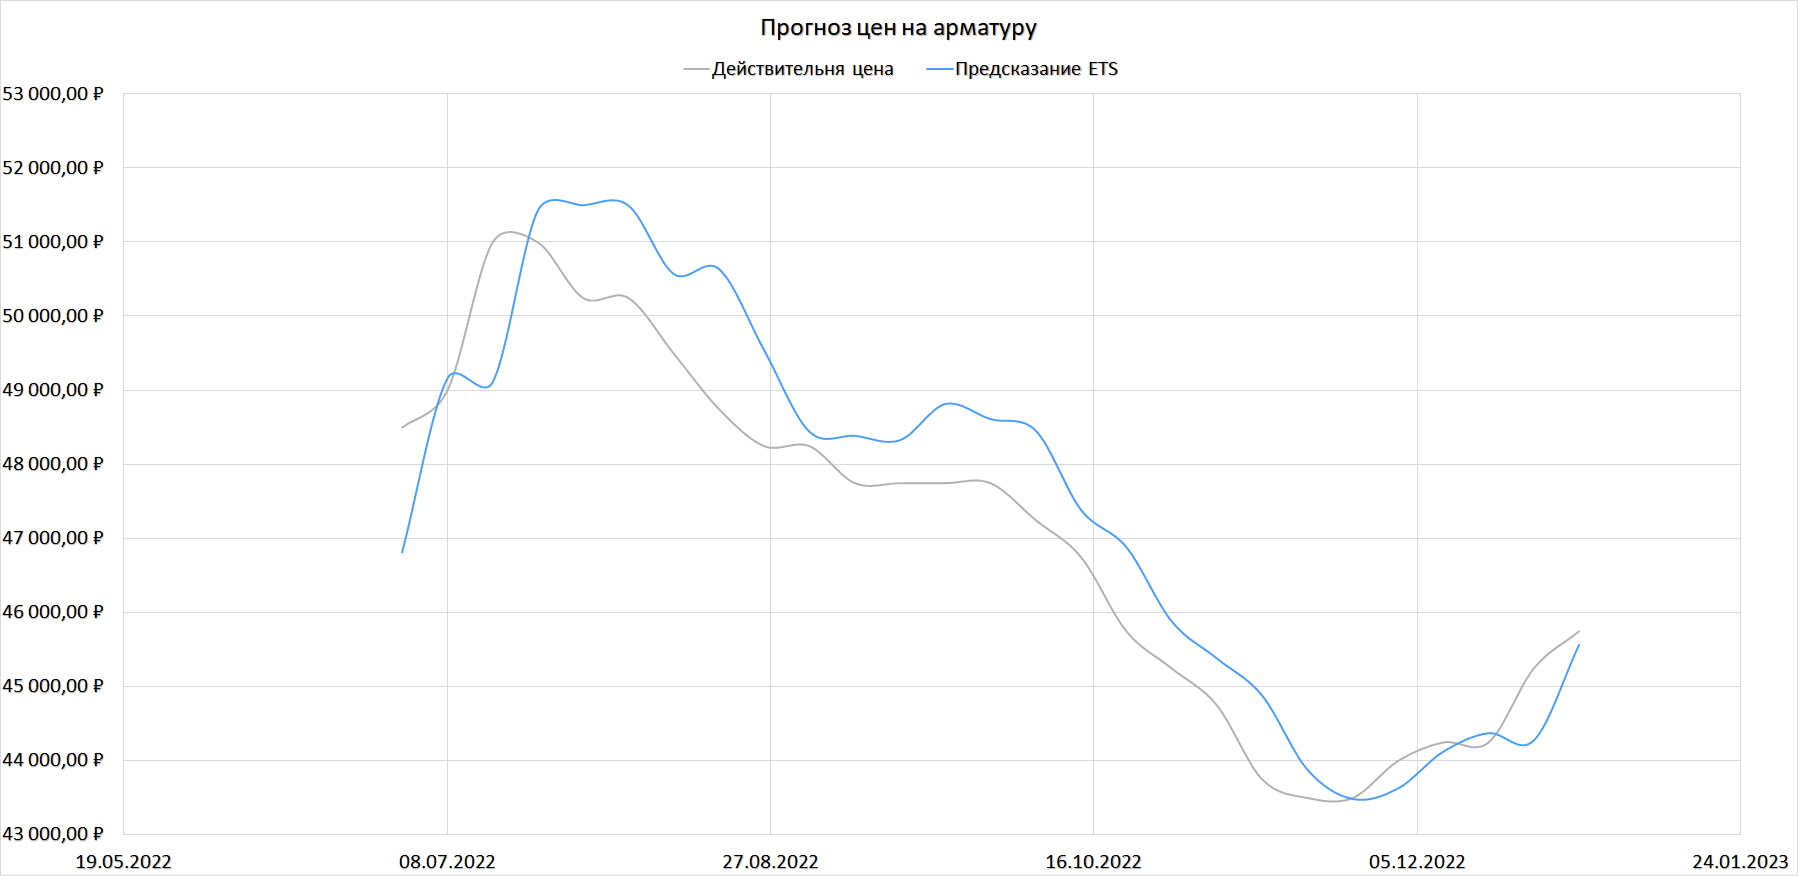 Прогноз цен на арматуру
Действительня цена
Предсказание ETS
53 000,00 ₽
52 000,00 ₽
51 000,00 ₽
50 000,00 ₽
49 000,00 ₽
48 000,00 ₽
47 000,00 ₽
46 000,00 ₽
45 000,00 ₽
44 000,00 ₽
43 000,00 ₽
19.05.2022
08.07.2022
27.08.2022
16.10.2022
05.12.2022
24.01.2023